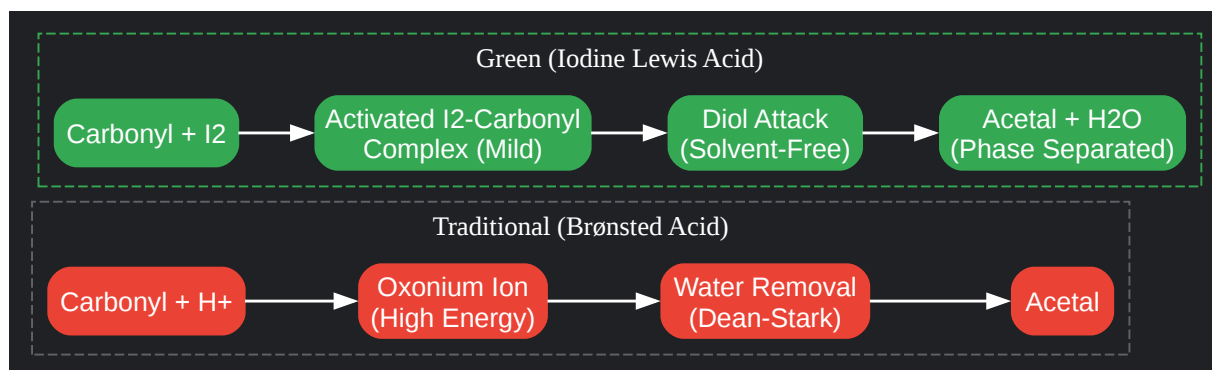 Green (Iodine Lewis Acid)
Carbonyl + I2
Activated I2-Carbonyl
Complex (Mild)
Diol Attack
(Solvent-Free)
Acetal + H2O
(Phase Separated)
Traditional (Brønsted Acid)
Carbonyl + H+
Oxonium Ion
(High Energy)
Water Removal
(Dean-Stark)
Acetal